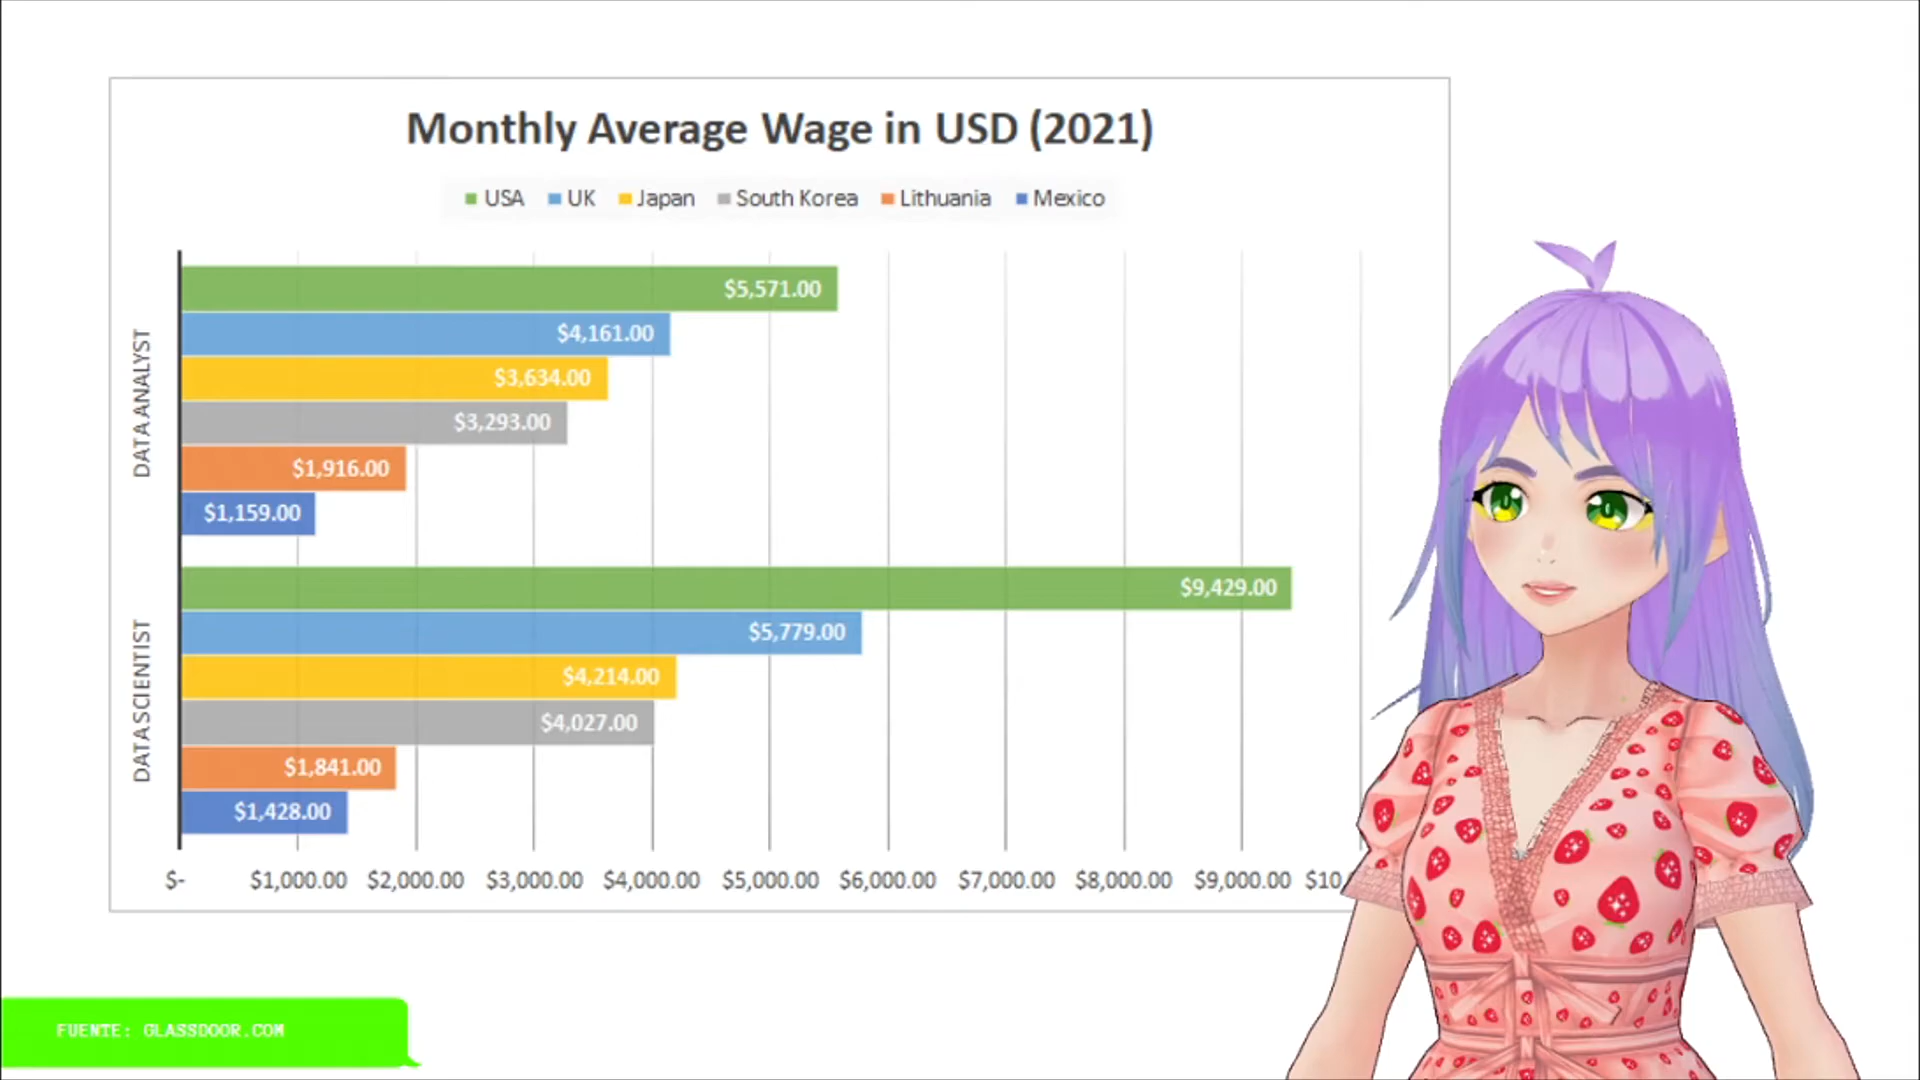 Monthly Average Wage in USD (2021)
USA UK Japan South Korea Lithuania Mexico
DATA ANALYST
$5,571.00
$4,161.00
$3,634.00
$3,293.00
$1,916.00
$1,159.00
DATA SCIENTIST
$9,429.00
$5,779.00
$4,214.00
$4,027.00
$1,841.00
$1,428.00
$- $1,000.00 $2,000.00 $3,000.00 $4,000.00 $5,000.00 $6,000.00 $7,000.00 $8,000.00 $9,000.00 $10,
FUENTE: GLASSDOOR.COM